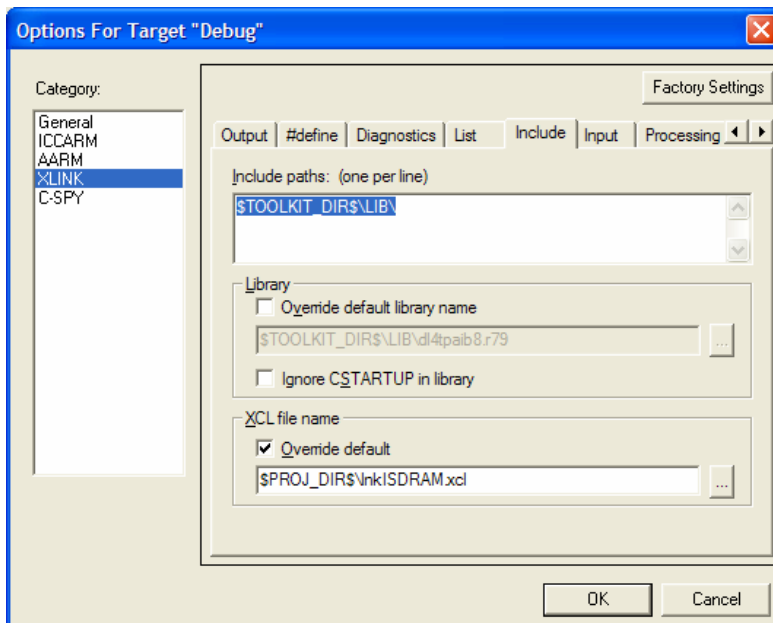 Options For Target "Debug"
Category:
Factory Settings
General
ICCARM
AARM
XLINK
C-SPY
Output #define Diagnostics List Include Input Processing
Include paths: (one per line)
$TOOLKIT_DIR$\LIB\
Library
Override default library name
$TOOLKIT_DIR$\LIB\dl4tpaib8.r79
...
Ignore CSTARTUP in library
XCL file name
Override default
$PROJ_DIR$\lnkISDRAM.xcl
...
OK Cancel